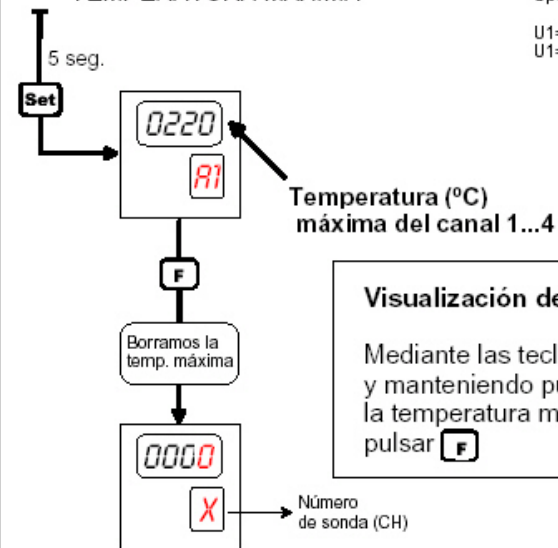 5 seg.
U1=
U1=
Set
0220
A1
Temperatura (ºC)
máxima del canal 1...4
F
Visualización de
Borramos la
temp. máxima
Mediante las tecl
y manteniendo pu
la temperatura m
pulsar F
0000
X
Número
de sonda (CH)